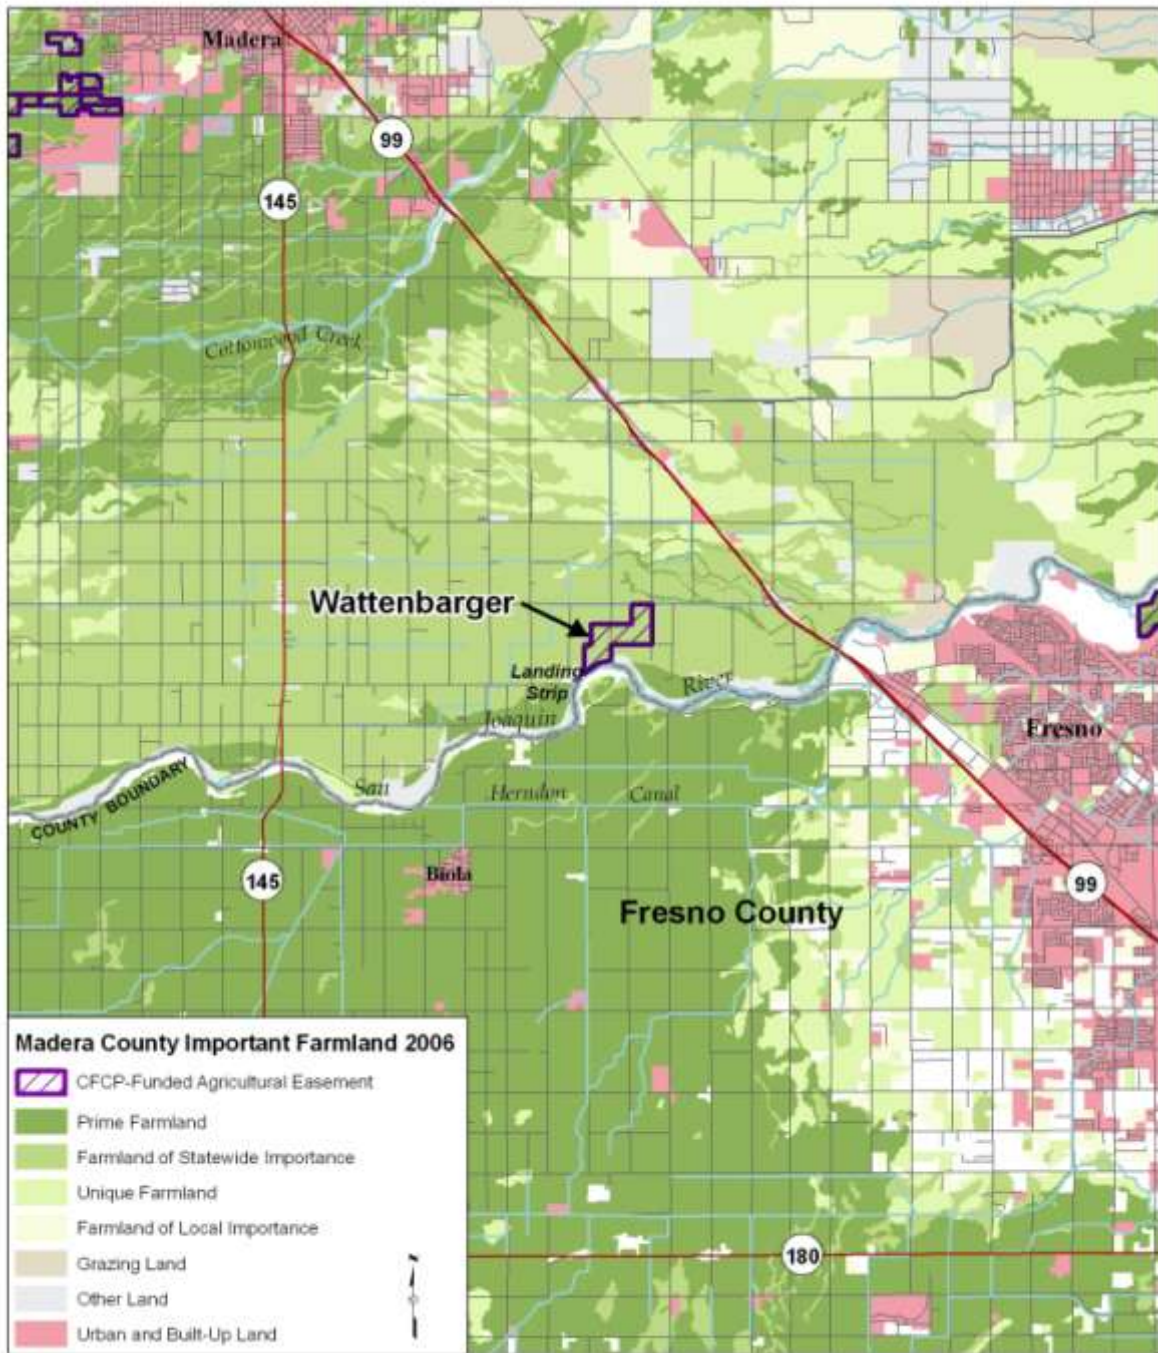 Madera
99
145
Cottonwood Creek
Wattenbarger
Landing
Strip
River
Joaquin
Fresno
San
Herndon Canal
COUNTY BOUNDARY
145
Biola
99
Fresno County
Madera County Important Farmland 2006
CFCP-Funded Agricultural Easement
Prime Farmland
Farmland of Statewide Importance
Unique Farmland
Farmland of Local Importance
Grazing Land
Other Land
Urban and Built-Up Land
180